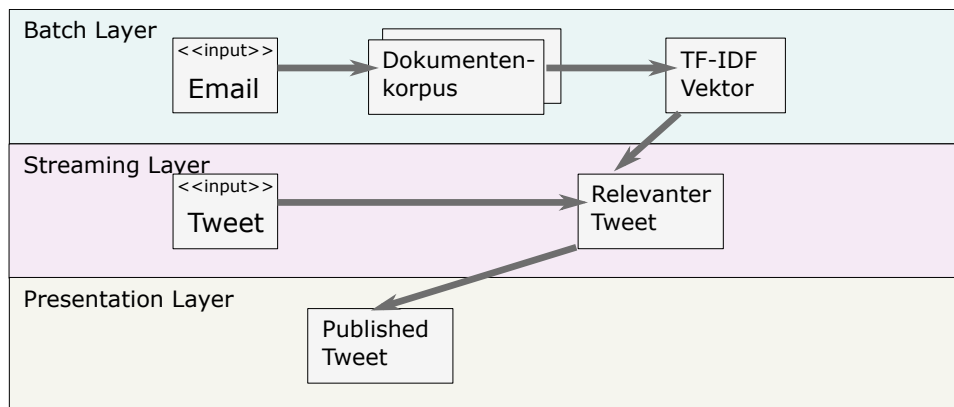 Batch Layer
<<input>>
Email
Dokumenten-
korpus
TF-IDF
Vektor
Streaming Layer
<<input>>
Tweet
Relevanter
Tweet
Presentation Layer
Published
Tweet